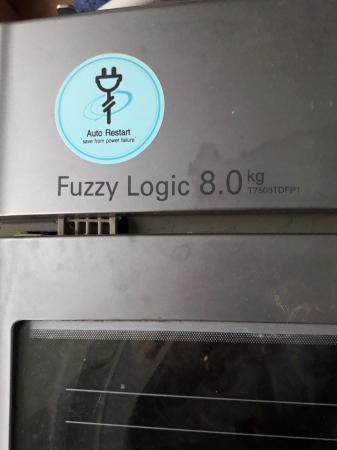 Auto Restart
"save from power failure"
Fuzzy Logic 8.0 kg
T7503TDFP1